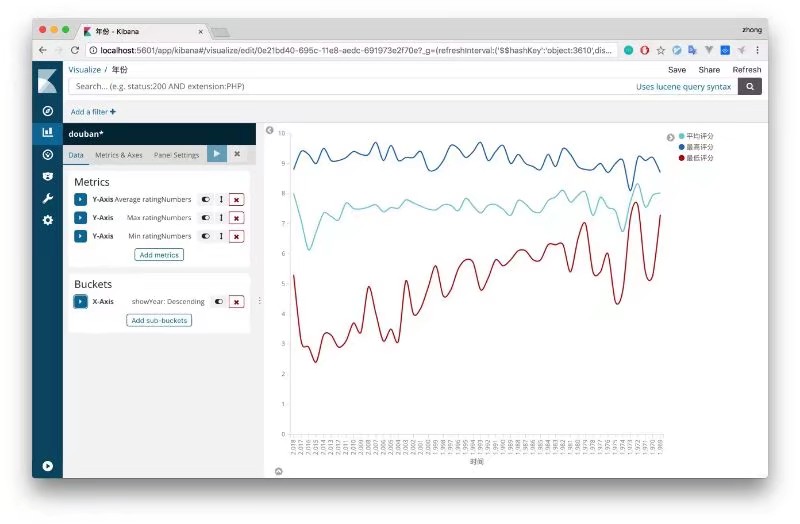 年份 - Kibana
zhong
localhost:5601/app/kibana#/visualize/edit/0e21bd40-695c-11e8-aedc-691973e2f70e?_g=(refreshInterval:('$$hashKey':'object:3610',dis...
Visualize / 年份
Save Share Refresh
Search... (e.g. status:200 AND extension:PHP)
Uses lucene query syntax
Add a filter +
douban*
Data Metrics & Axes Panel Settings
Metrics
Y-Axis Average ratingNumbers
Y-Axis Max ratingNumbers
Y-Axis Min ratingNumbers
Add metrics
Buckets
X-Axis showYear: Descending
Add sub-buckets
10
9
8
7
6
5
4
3
2
1
0
2,018 2,017 2,016 2,015 2,014 2,013 2,012 2,011 2,010 2,009 2,008 2,007 2,006 2,005 2,004 2,003 2,002 2,001 2,000 1,999 1,998 1,997 1,996 1,995 1,994 1,993 1,992 1,991 1,990 1,989 1,988 1,987 1,986 1,985 1,984 1,983 1,982 1,981 1,980 1,979 1,978 1,977 1,976 1,975 1,974 1,973 1,972 1,971 1,970 1,969
时间
平均评分
最高评分
最低评分